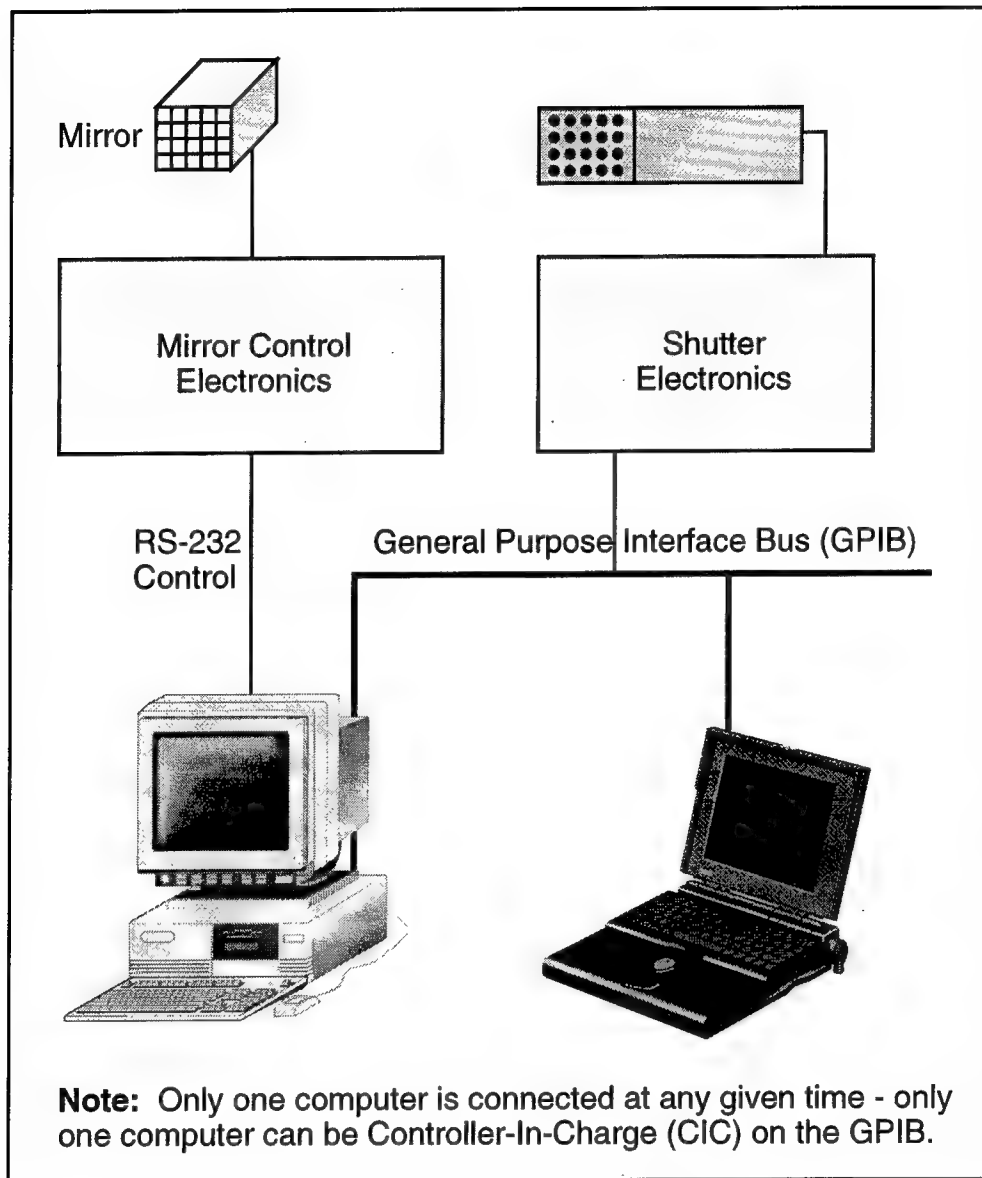 Mirror
Mirror Control
Electronics
Shutter
Electronics
RS-232
Control
General Purpose Interface Bus (GPIB)
Note: Only one computer is connected at any given time - only
one computer can be Controller-In-Charge (CIC) on the GPIB.